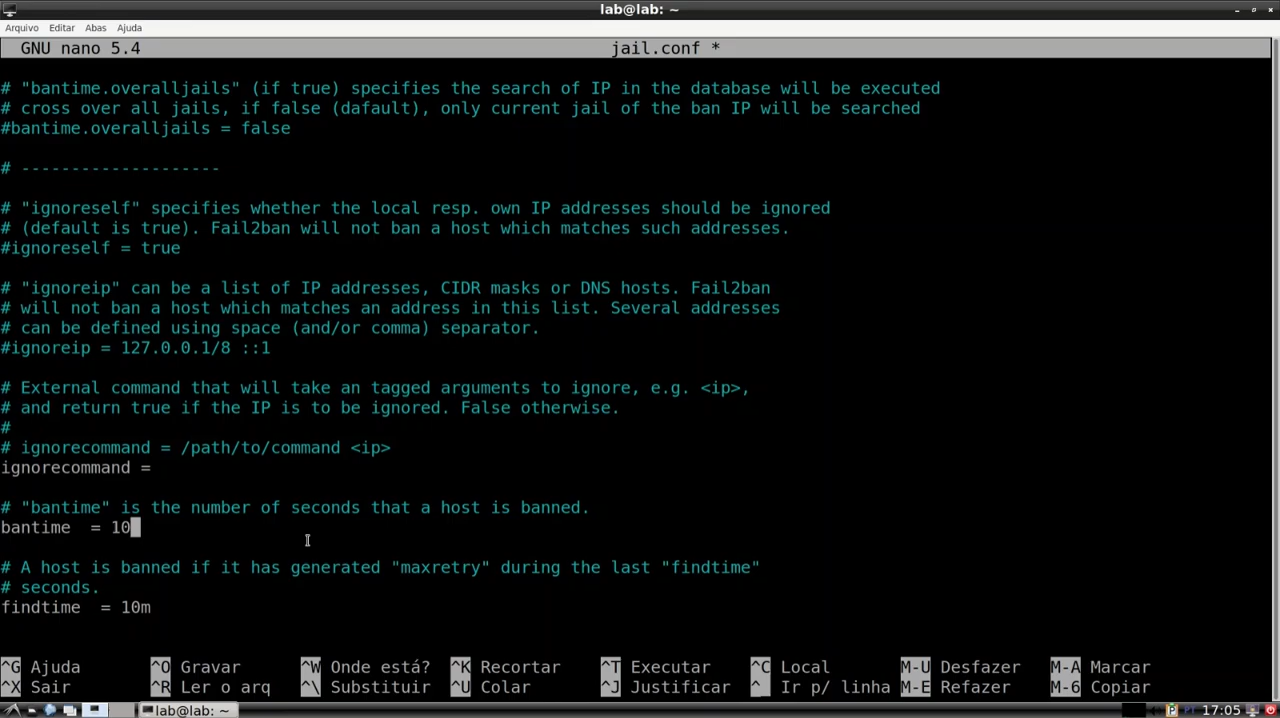 lab@lab: ~
Arquivo Editar Abas Ajuda
GNU nano 5.4 jail.conf *
# "bantime.overalljails" (if true) specifies the search of IP in the database will be executed
# cross over all jails, if false (dafault), only current jail of the ban IP will be searched
#bantime.overalljails = false
# --------------------
# "ignoreself" specifies whether the local resp. own IP addresses should be ignored
# (default is true). Fail2ban will not ban a host which matches such addresses.
#ignoreself = true
# "ignoreip" can be a list of IP addresses, CIDR masks or DNS hosts. Fail2ban
# will not ban a host which matches an address in this list. Several addresses
# can be defined using space (and/or comma) separator.
#ignoreip = 127.0.0.1/8 ::1
# External command that will take an tagged arguments to ignore, e.g. <ip>,
# and return true if the IP is to be ignored. False otherwise.
#
# ignorecommand = /path/to/command <ip>
ignorecommand =
# "bantime" is the number of seconds that a host is banned.
bantime  = 10
# A host is banned if it has generated "maxretry" during the last "findtime"
# seconds.
findtime  = 10m
^G Ajuda ^O Gravar ^W Onde está? ^K Recortar ^T Executar ^C Local M-U Desfazer M-A Marcar
^X Sair ^R Ler o arq ^\ Substituir ^U Colar ^J Justificar ^_ Ir p/ linha M-E Refazer M-6 Copiar
lab@lab: ~ PT 17:05